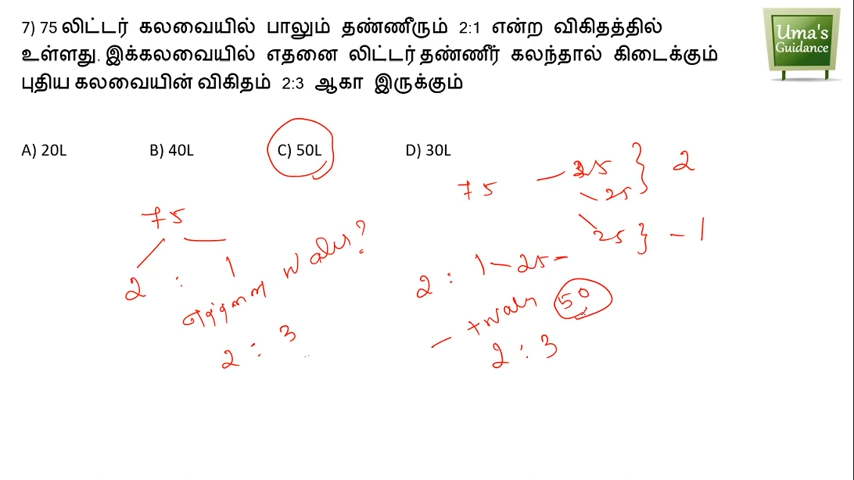 7) 75 லிட்டர் கலவையில் பாலும் தண்ணீரும் 2:1 என்ற விகிதத்தில்
உள்ளது. இக்கலவையில் எதனை லிட்டர் தண்ணீர் கலந்தால் கிடைக்கும்
புதிய கலவையின் விகிதம் 2:3 ஆகா இருக்கும்
Uma's
Guidance
A) 20L B) 40L C) 50L D) 30L
75
2 : 1
water?
2 : 3
75 — 25 } 2
25
25 } - 1
2 : 1 - 25 -
+ water 50
2 : 3